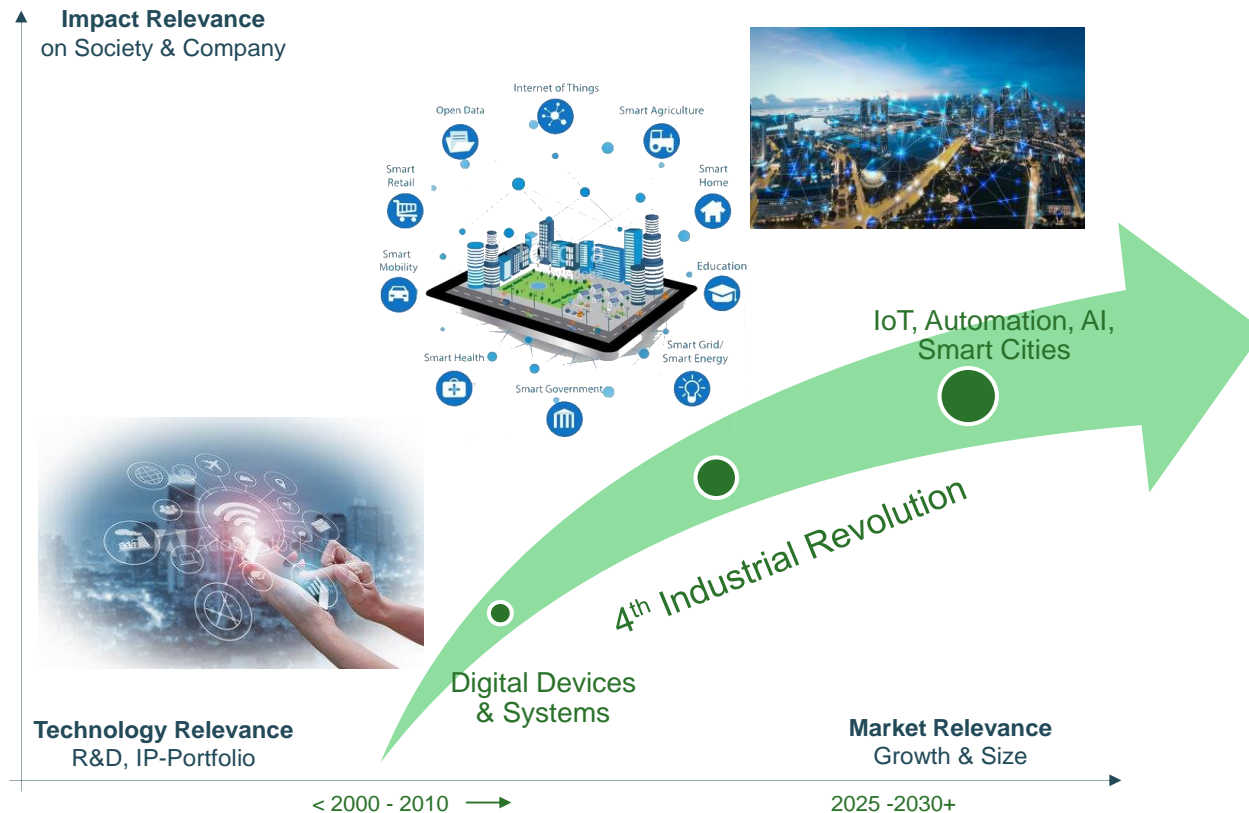 Impact Relevance
on Society & Company
Internet of Things
Open Data
Smart Agriculture
Smart
Retail
Smart
Home
Smart
Mobility
Education
Smart Health
Smart Grid/
Smart Energy
Smart Government
IoT, Automation, AI,
Smart Cities
4th Industrial Revolution
Digital Devices
& Systems
Technology Relevance
R&D, IP-Portfolio
Market Relevance
Growth & Size
< 2000 - 2010
2025 -2030+